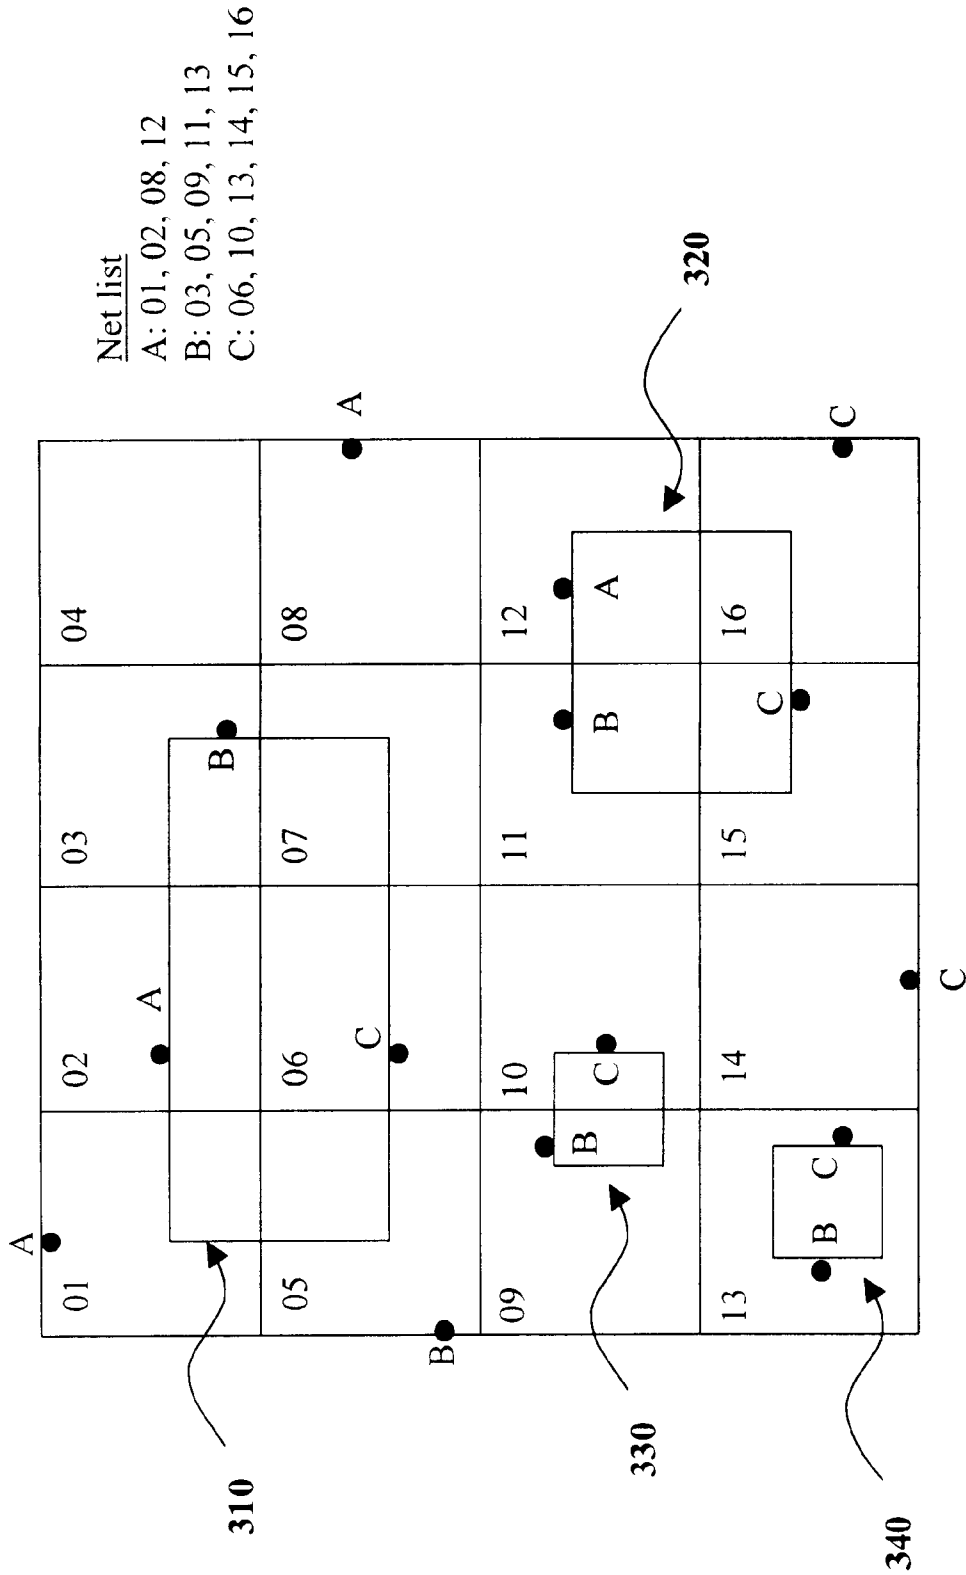 A
01 02 03 04
Net list
A: 01, 02, 08, 12
B: 03, 05, 09, 11, 13
C: 06, 10, 13, 14, 15, 16
A
B
310
05 06 07 08
A
C
B
09 10 11 12
B C B A
330
320
13 14 15 16
C
B C
C
340
C